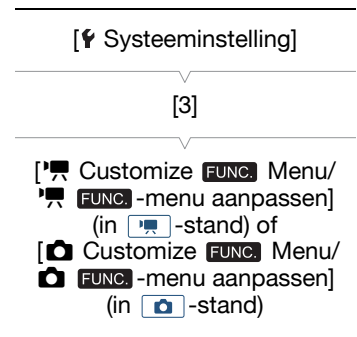 [ Systeeminstelling]
[3]
[ Customize FUNC. Menu/
FUNC. -menu aanpassen]
(in -stand) of
[ Customize FUNC. Menu/
FUNC. -menu aanpassen]
(in -stand)